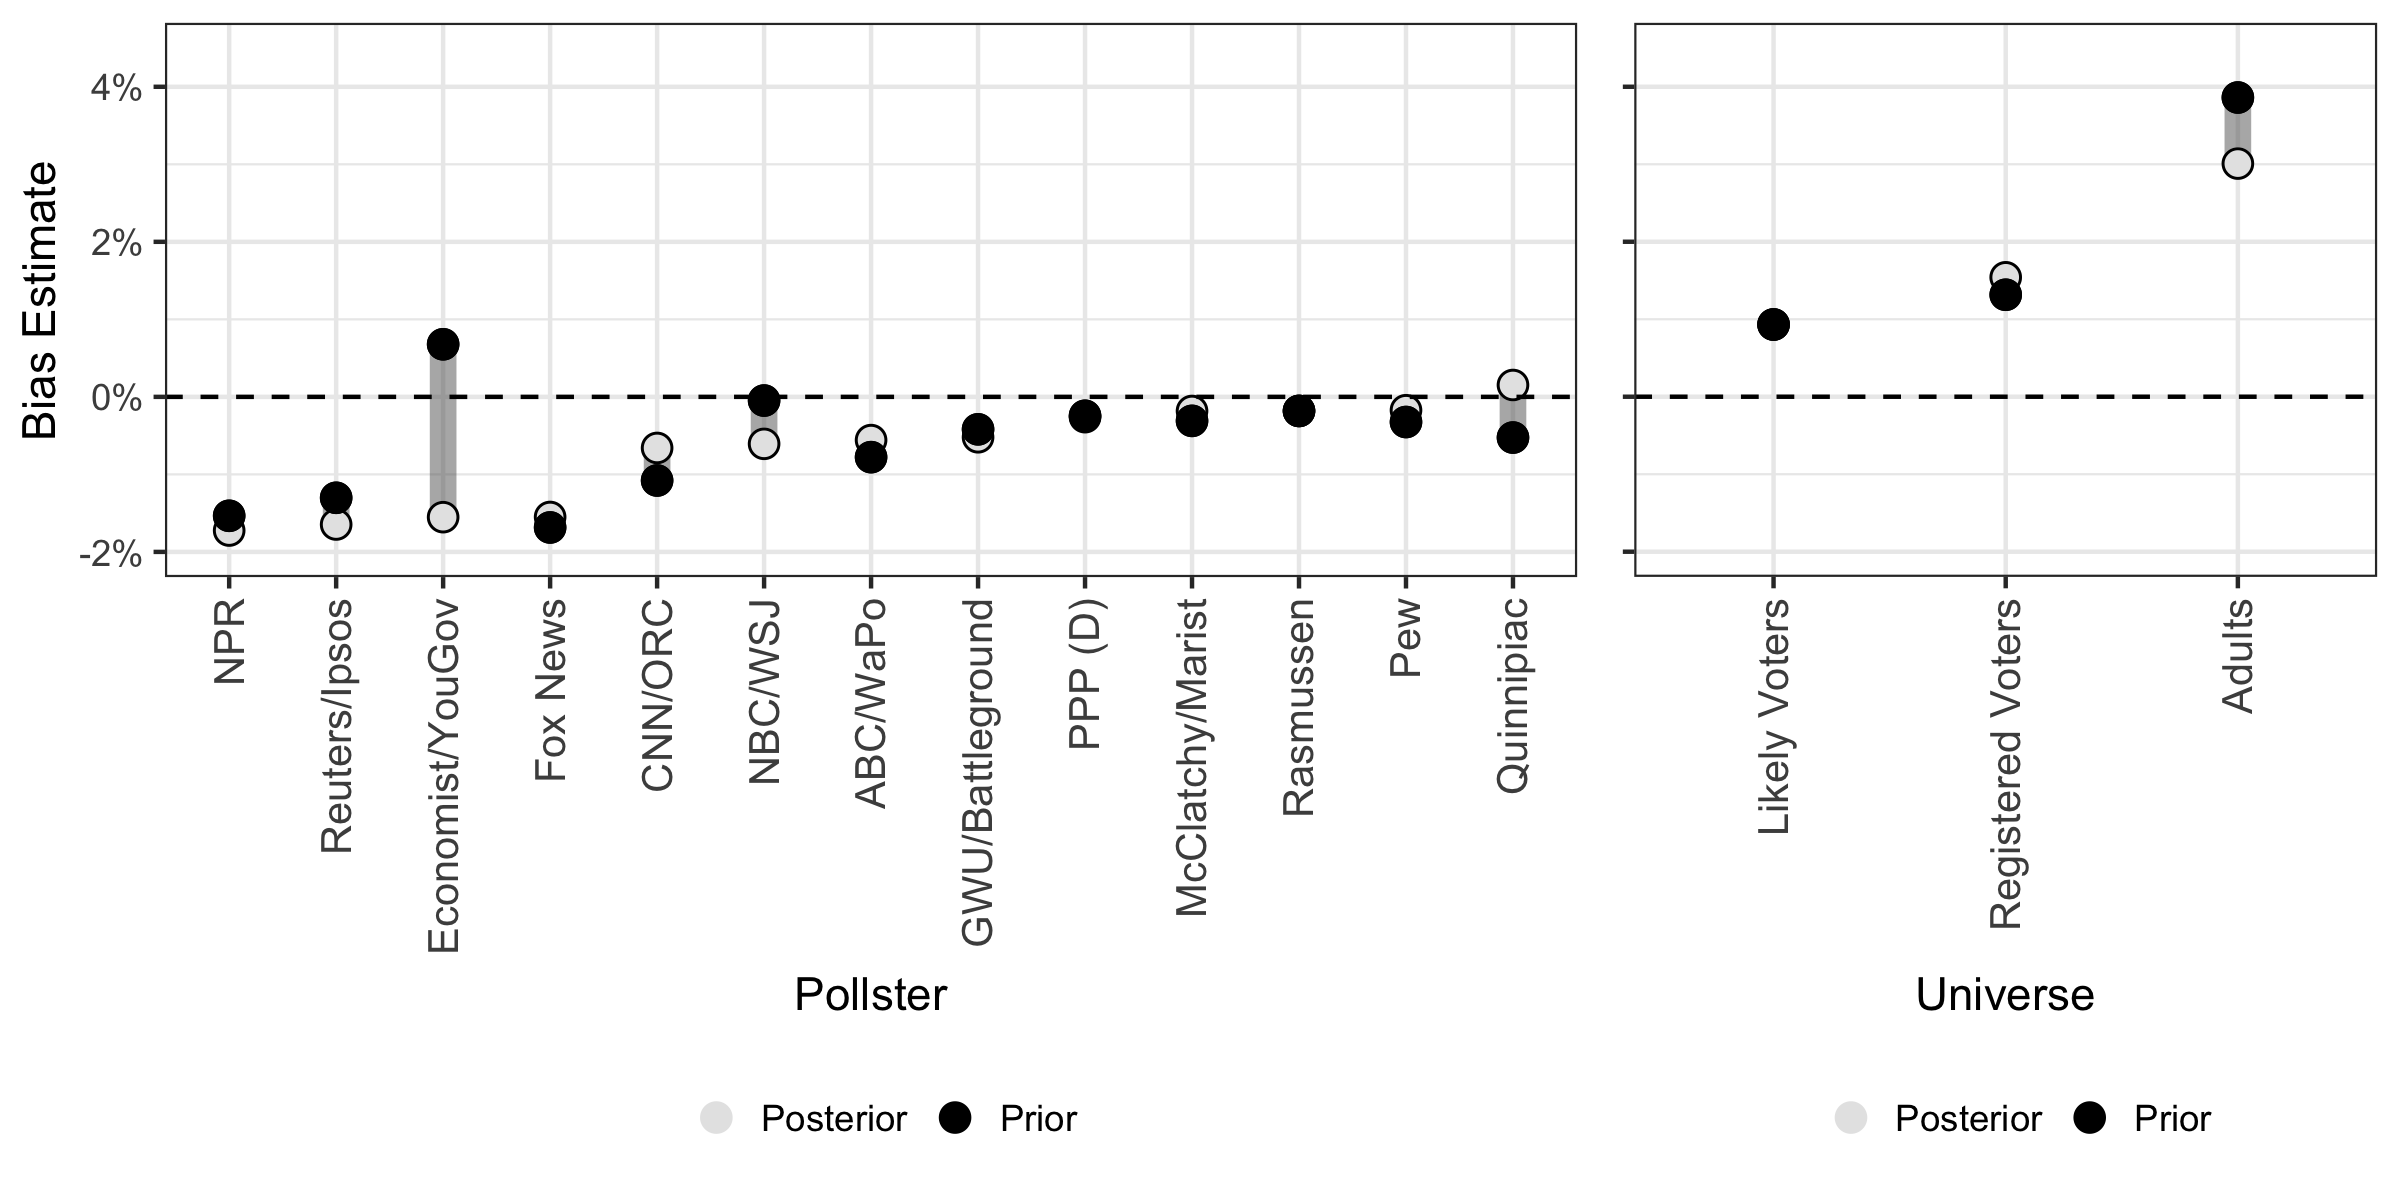 Bias Estimate
4%
2%
0%
-2%
NPR
Reuters/Ipsos
Economist/YouGov
Fox News
CNN/ORC
NBC/WSJ
ABC/WaPo
GWU/Battleground
PPP (D)
McClatchy/Marist
Rasmussen
Pew
Quinnipiac
Pollster
Posterior
Prior
Likely Voters
Registered Voters
Adults
Universe
Posterior
Prior